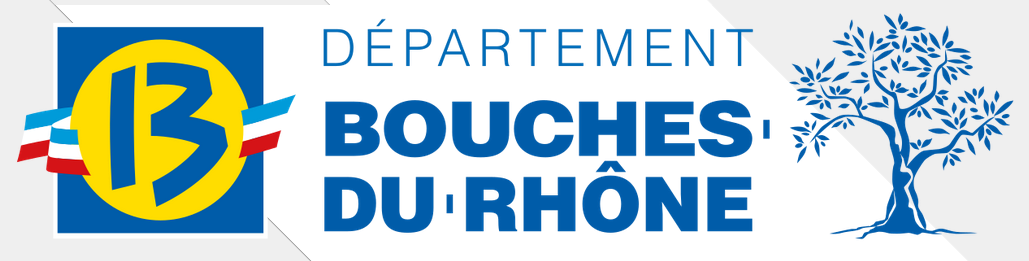 13
DÉPARTEMENT
BOUCHES-
DU-RHÔNE